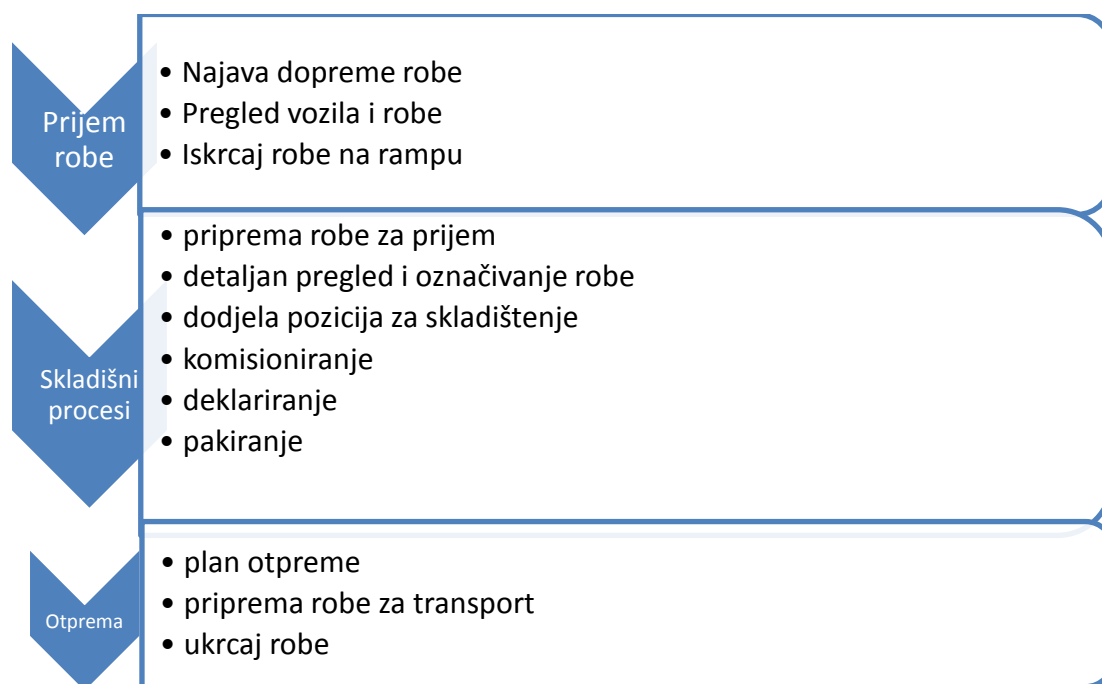 Prijem
robe
• Najava dopreme robe
• Pregled vozila i robe
• Iskrcaj robe na rampu
Skladišni
procesi
• priprema robe za prijem
• detaljan pregled i označivanje robe
• dodjela pozicija za skladištenje
• komisioniranje
• deklariranje
• pakiranje
Otprema
• plan otpreme
• priprema robe za transport
• ukrcaj robe